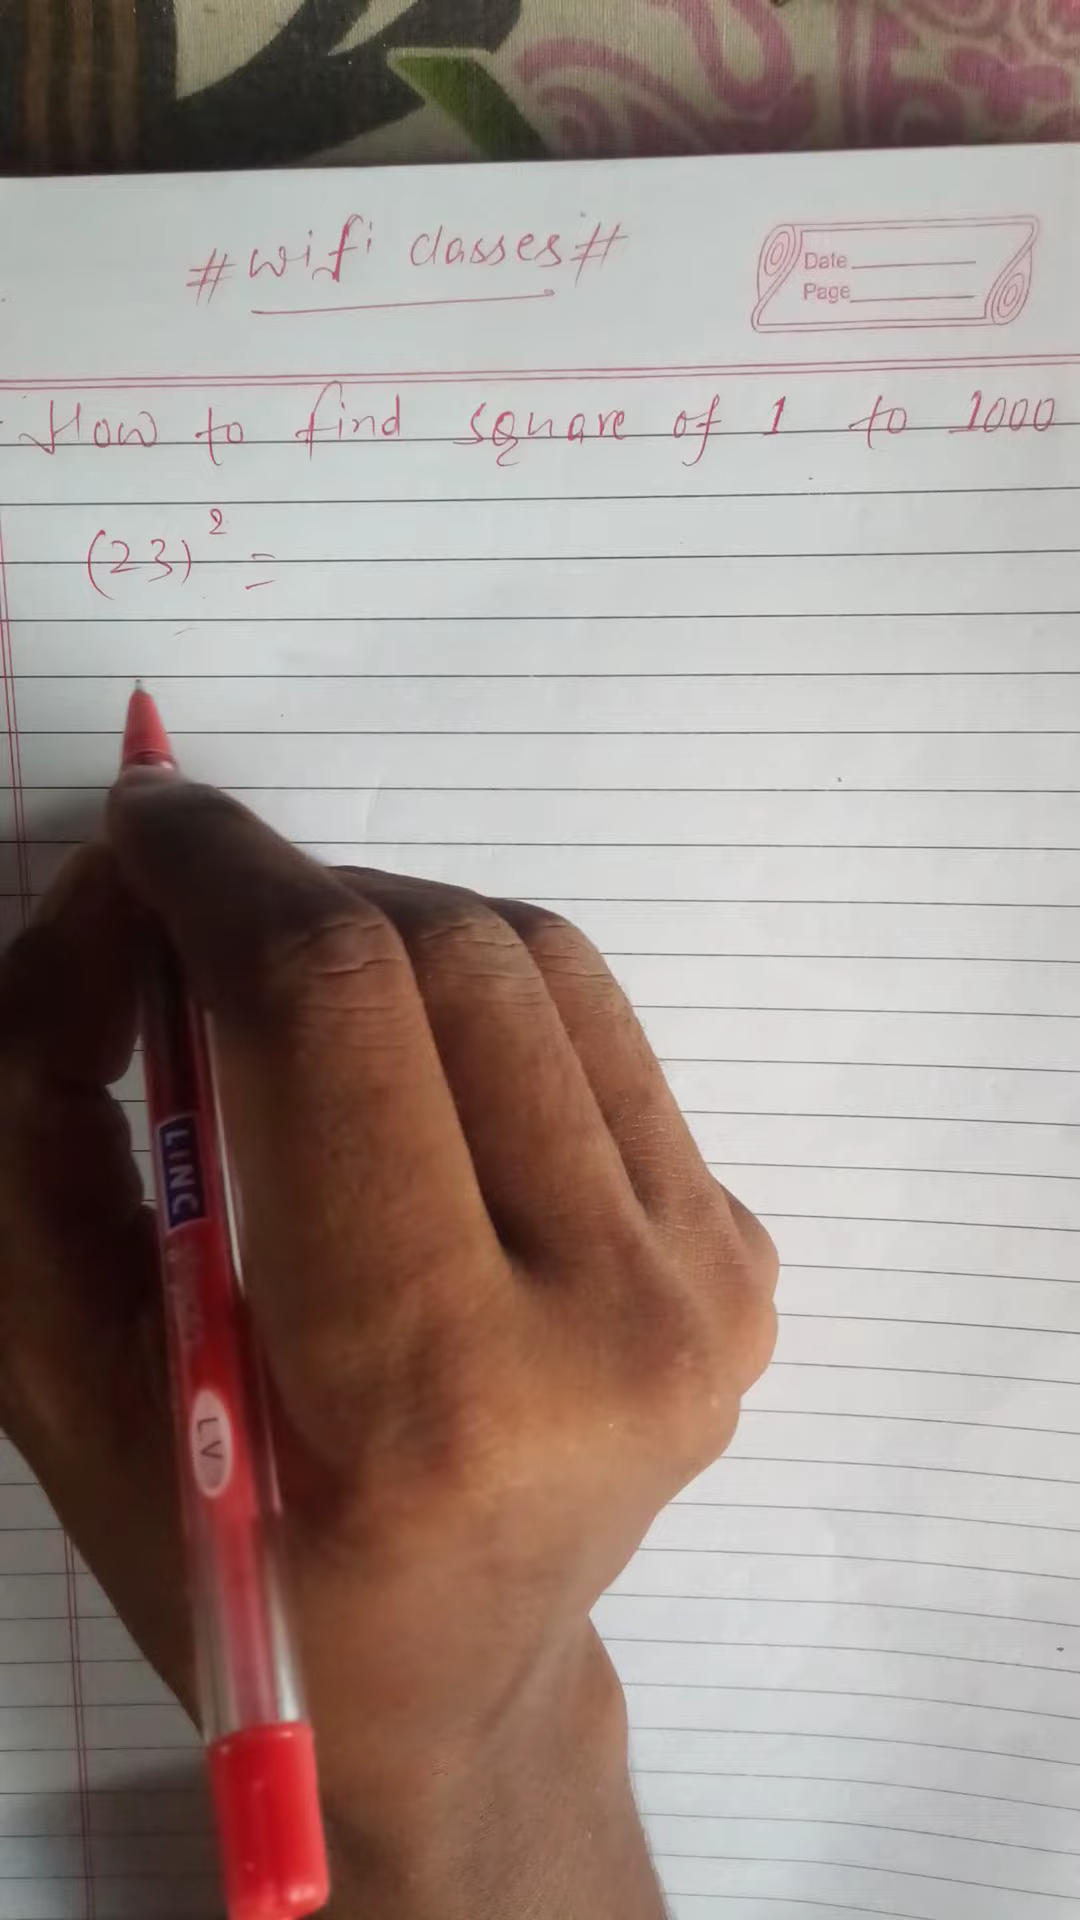 #wifi classes#
Date
Page
How to find square of 1 to 1000
(23)² =
LINC
LV